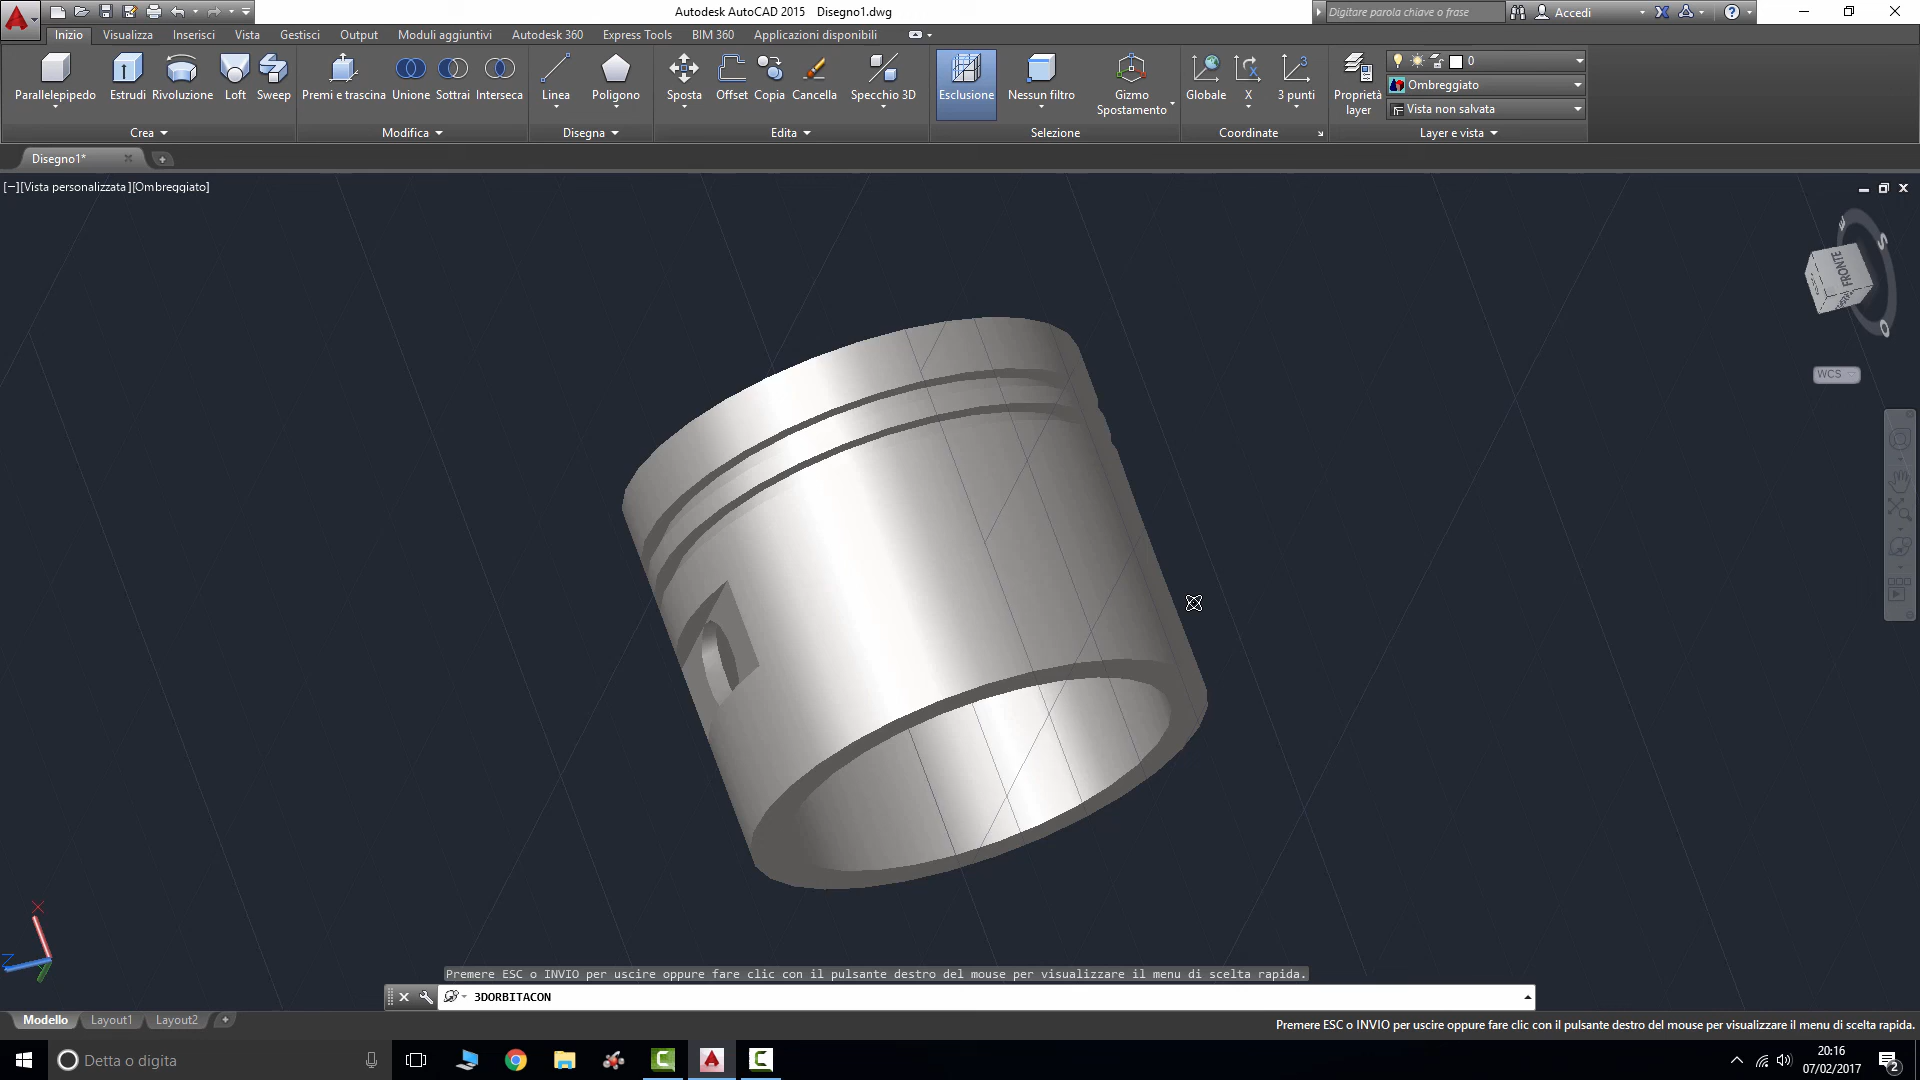 Autodesk AutoCAD 2015 Disegno1.dwg
Digitare parola chiave o frase
Accedi
Inizio Visualizza Inserisci Vista Gestisci Output Moduli aggiuntivi Autodesk 360 Express Tools BIM 360 Applicazioni disponibili
Parallelepipedo Estrudi Rivoluzione Loft Sweep
Premi e trascina Unione Sottrai Interseca
Linea Poligono
Sposta Offset Copia Cancella Specchio 3D
Esclusione Nessun filtro Gizmo
Spostamento
Globale X 3 punti
Proprietà
layer
0
Ombreggiato
Vista non salvata
Crea Modifica Disegna Edita Selezione Coordinate Layer e vista
Disegno1*
[−][Vista personalizzata][Ombreggiato]
E
S
FRONTE
O
WCS
X
Z
Premere ESC o INVIO per uscire oppure fare clic con il pulsante destro del mouse per visualizzare il menu di scelta rapida.
3DORBITACON
Modello Layout1 Layout2
Premere ESC o INVIO per uscire oppure fare clic con il pulsante destro del mouse per visualizzare il menu di scelta rapida.
Detta o digita
20:16
07/02/2017
2